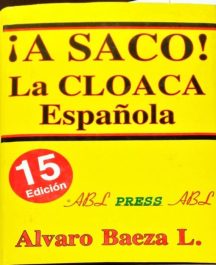 ¡A SACO!
La CLOACA
Española
15
Edición
ABL PRESS ABL
Alvaro Baeza L.